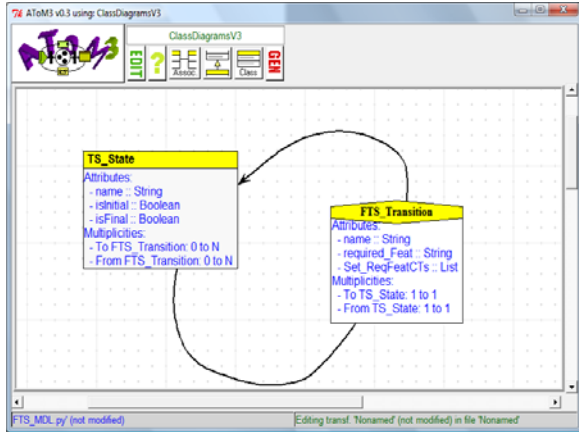 AToM3 v0.3 using: ClassDiagramsV3
ClassDiagramsV3
AToM3
EDIT
?
Assoc.
Class
GEN
TS_State
Attributes:
- name :: String
- isInitial :: Boolean
- isFinal :: Boolean
Multiplicities:
- To FTS_Transition: 0 to N
- From FTS_Transition: 0 to N
FTS_Transition
Attributes:
- name :: String
- required_Feat :: String
- Set_ReqFeatCTs :: List
Multiplicities:
- To TS_State: 1 to 1
- From TS_State: 1 to 1
FTS_MDL.py' (not modified)
Editing transf. 'Nonamed' (not modified) in file 'Nonamed'